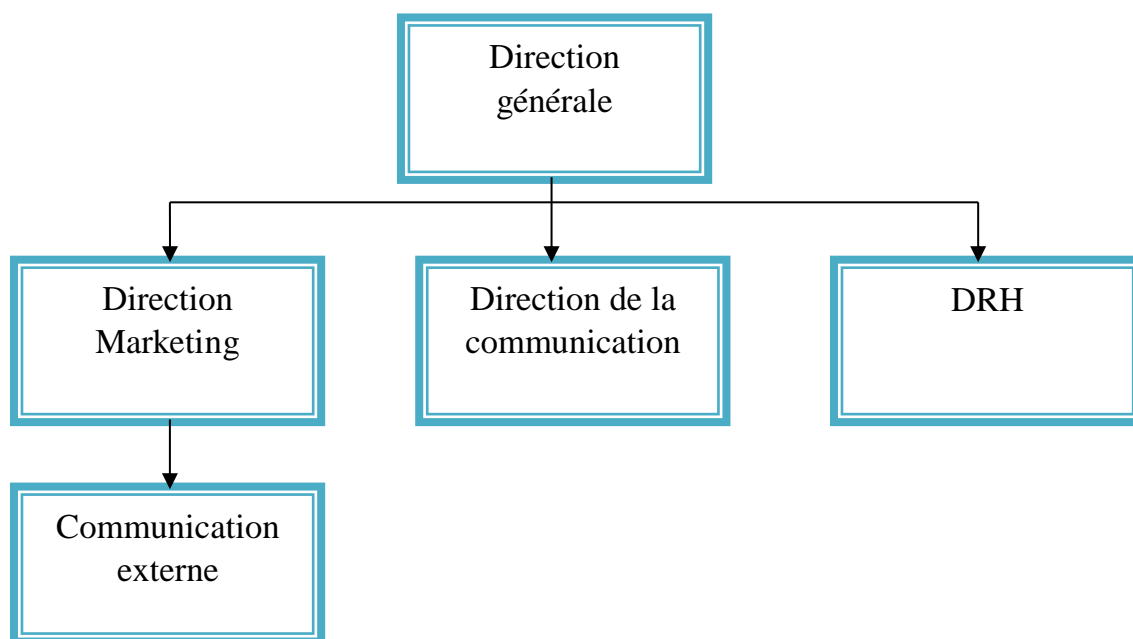 Direction
générale
Direction
Marketing
Direction de la
communication
DRH
Communication
externe